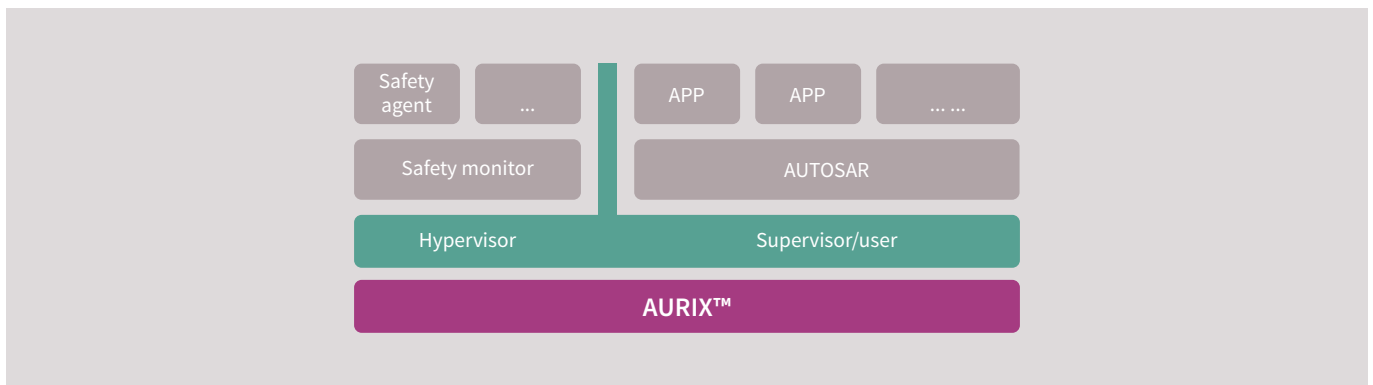 Safety
agent
...
APP
APP
... ...
Safety monitor
AUTOSAR
Hypervisor
Supervisor/user
AURIX™